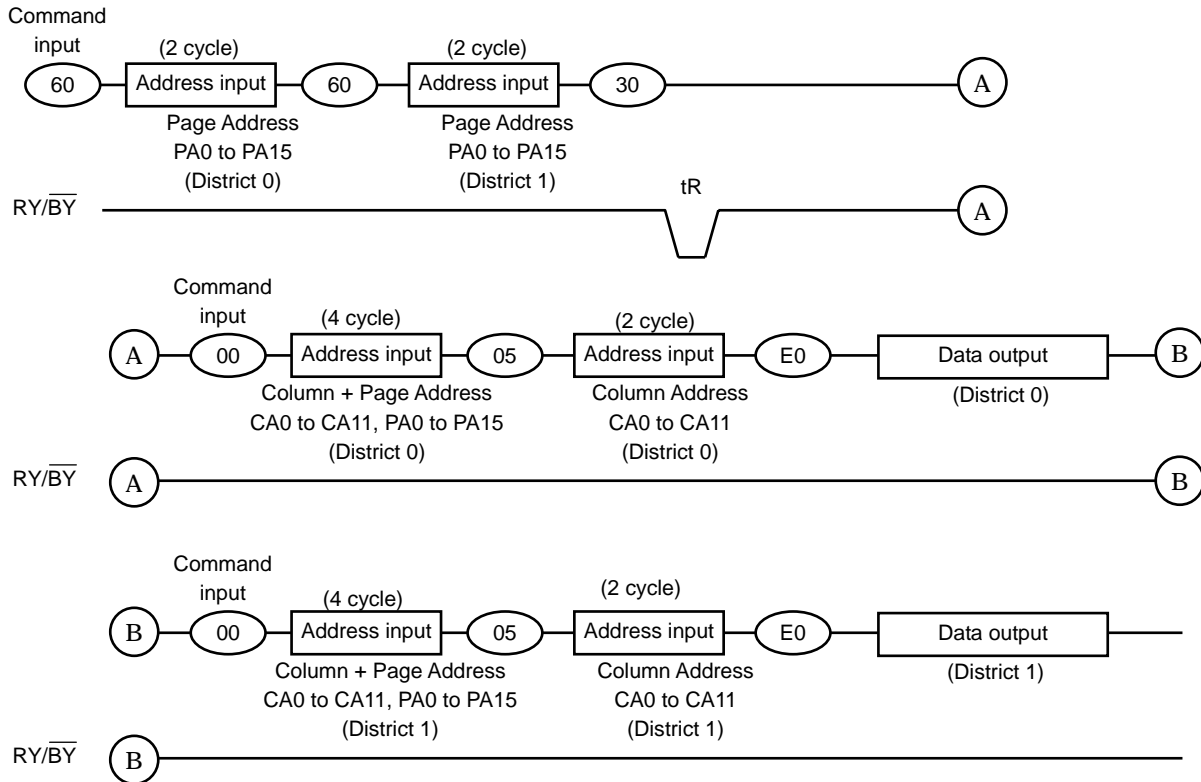 Command
input
(2 cycle)
(2 cycle)
60
Address input
60
Address input
30
A
Page Address
PA0 to PA15
(District 0)
Page Address
PA0 to PA15
(District 1)
tR
RY/BY
A
Command
input
(4 cycle)
(2 cycle)
A
00
Address input
05
Address input
E0
Data output
B
Column + Page Address
CA0 to CA11, PA0 to PA15
(District 0)
Column Address
CA0 to CA11
(District 0)
(District 0)
RY/BY
A
B
Command
input
(4 cycle)
(2 cycle)
B
00
Address input
05
Address input
E0
Data output
Column + Page Address
CA0 to CA11, PA0 to PA15
(District 1)
Column Address
CA0 to CA11
(District 1)
(District 1)
RY/BY
B